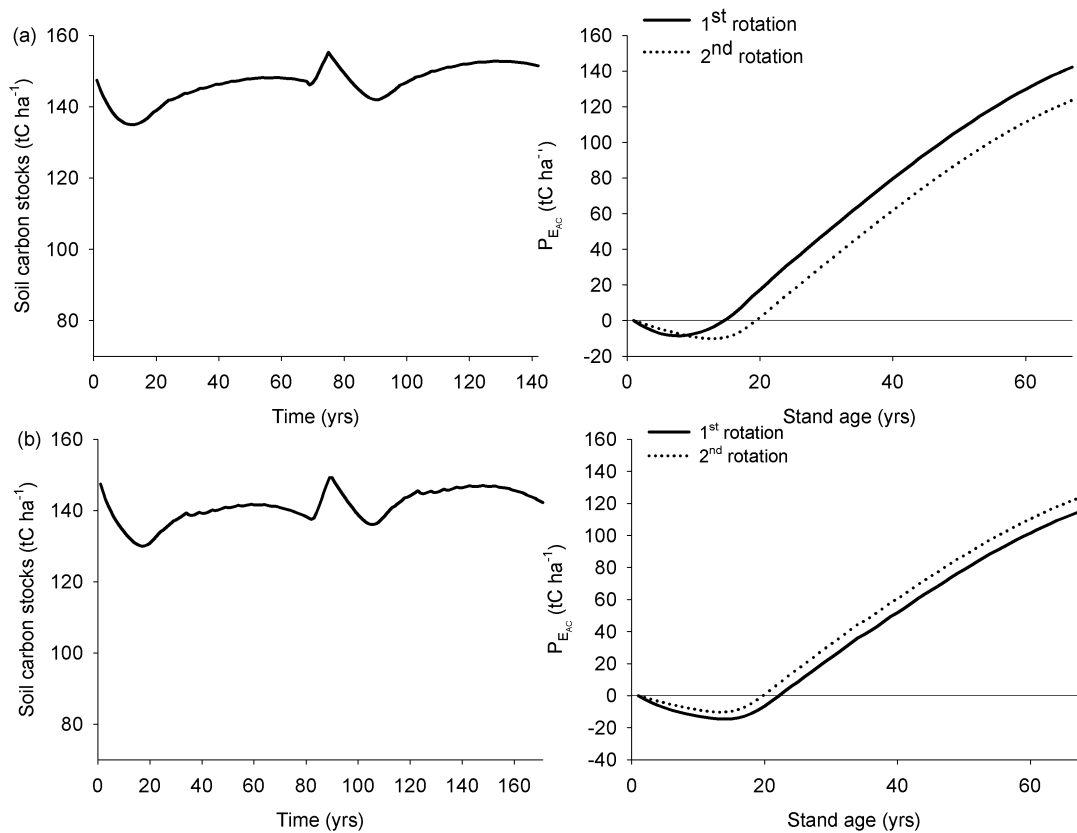 (a)
160
140
120
100
80
0 20 40 60 80 100 120 140
Soil carbon stocks (tC ha⁻¹)
Time (yrs)
1st rotation
2nd rotation
160
140
120
100
80
60
40
20
0
-20
0 20 40 60
P_EAC (tC ha⁻¹)
Stand age (yrs)
(b)
160
140
120
100
80
0 20 40 60 80 100 120 140 160
Soil carbon stocks (tC ha⁻¹)
Time (yrs)
1st rotation
2nd rotation
160
140
120
100
80
60
40
20
0
-20
-40
0 20 40 60
P_EAC (tC ha⁻¹)
Stand age (yrs)